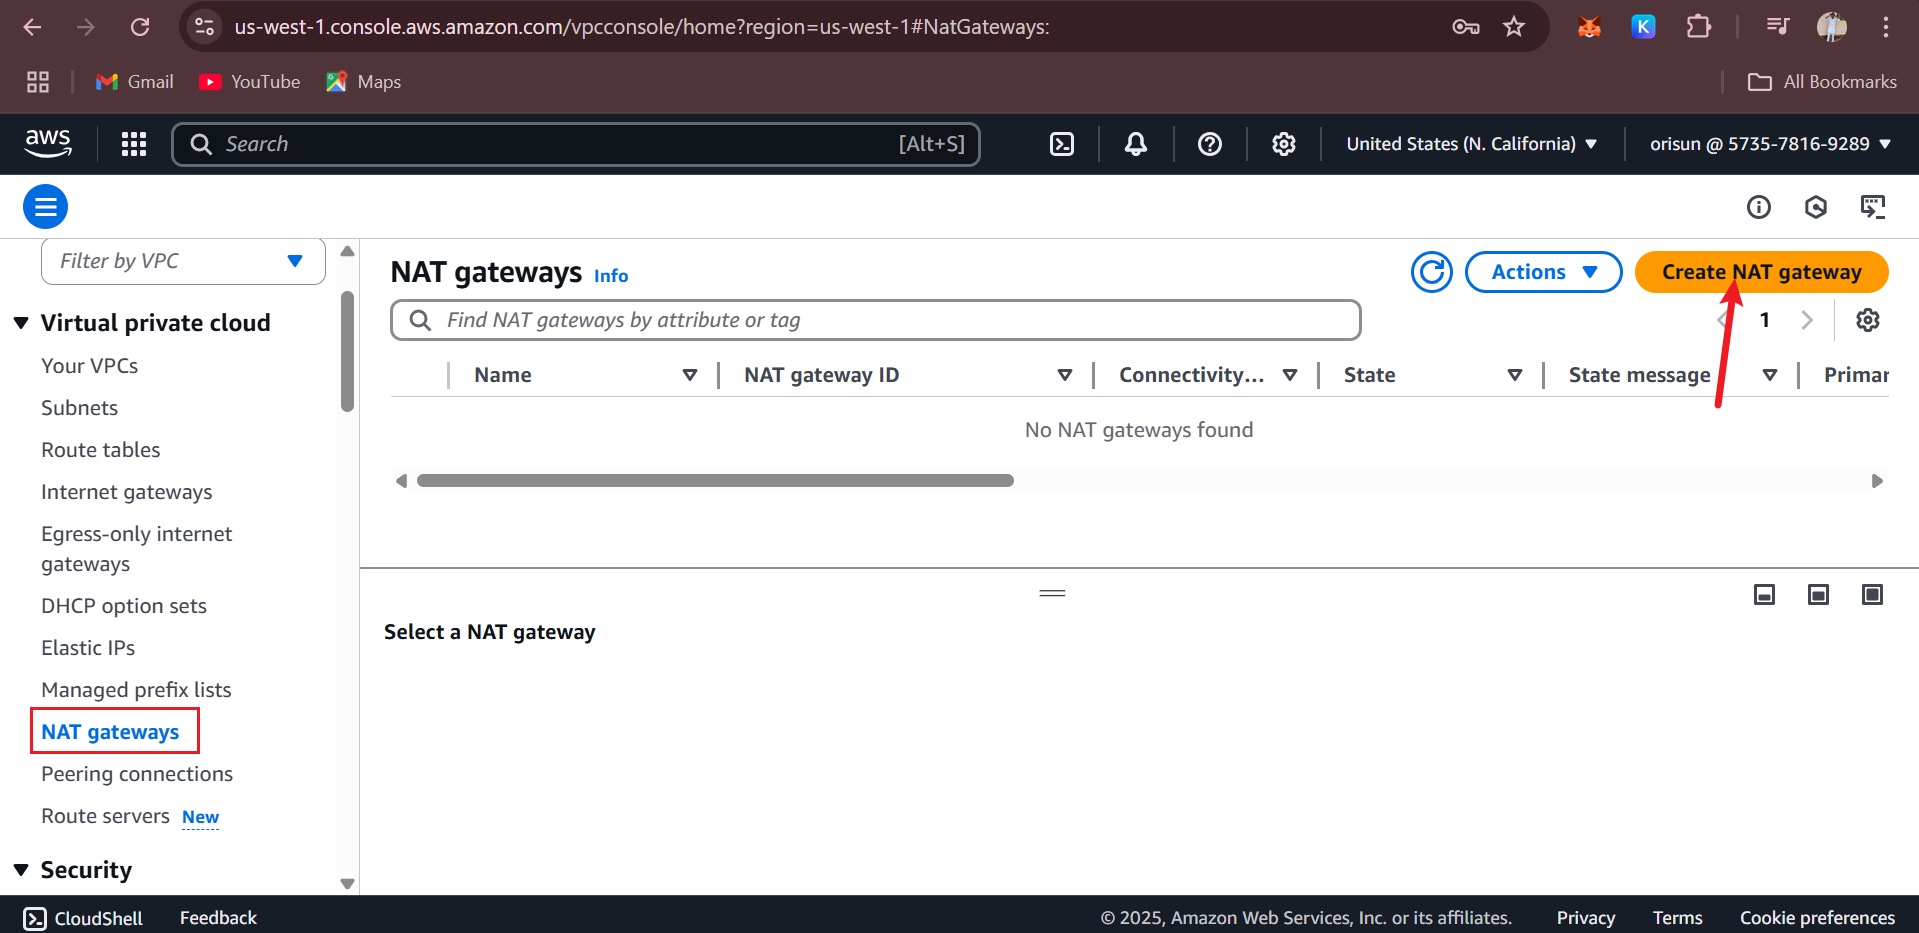 us-west-1.console.aws.amazon.com/vpcconsole/home?region=us-west-1#NatGateways:
K
Gmail
YouTube
Maps
All Bookmarks
aws
Search
[Alt+S]
United States (N. California)
orisun @ 5735-7816-9289
Filter by VPC
Virtual private cloud
Your VPCs
Subnets
Route tables
Internet gateways
Egress-only internet
gateways
DHCP option sets
Elastic IPs
Managed prefix lists
NAT gateways
Peering connections
Route servers New
Security
NAT gateways Info
Actions
Create NAT gateway
Find NAT gateways by attribute or tag
1
Name
NAT gateway ID
Connectivity...
State
State message
Primar
No NAT gateways found
Select a NAT gateway
CloudShell
Feedback
© 2025, Amazon Web Services, Inc. or its affiliates.
Privacy
Terms
Cookie preferences